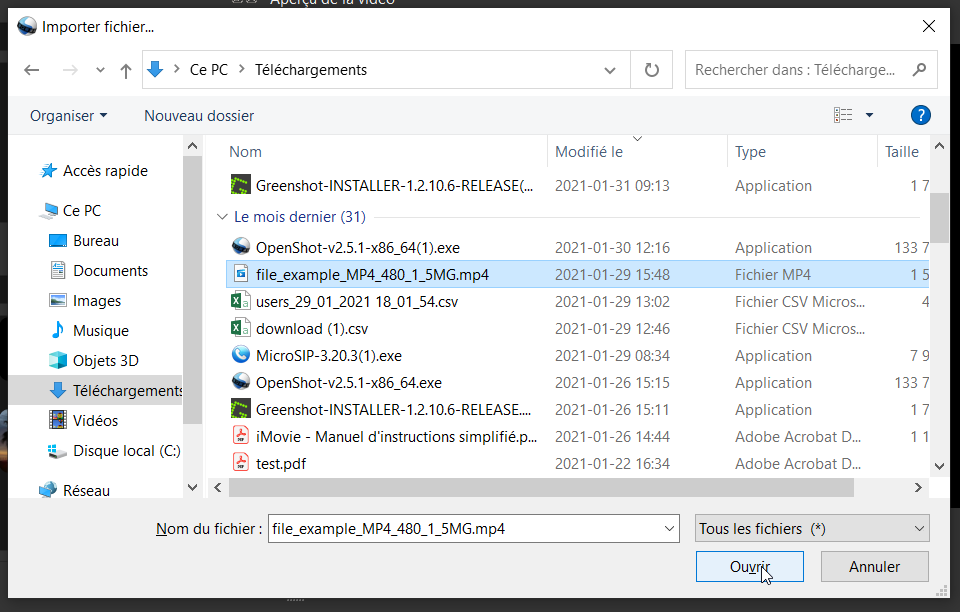 Aperçu de la vidéo
Importer fichier...
Ce PC Téléchargements
Rechercher dans : Télécharge...
Organiser Nouveau dossier ?
Nom Modifié le Type Taille
Accès rapide
Ce PC
Bureau
Documents
Images
Musique
Objets 3D
Téléchargements
Vidéos
Disque local (C:)
Réseau
Greenshot-INSTALLER-1.2.10.6-RELEASE(... 2021-01-31 09:13 Application 1 7
Le mois dernier (31)
OpenShot-v2.5.1-x86_64(1).exe 2021-01-30 12:16 Application 133 7
file_example_MP4_480_1_5MG.mp4 2021-01-29 15:48 Fichier MP4 1 5
users_29_01_2021 18_01_54.csv 2021-01-29 13:02 Fichier CSV Micros... 4
download (1).csv 2021-01-29 12:46 Fichier CSV Micros...
MicroSIP-3.20.3(1).exe 2021-01-29 08:34 Application 7 9
OpenShot-v2.5.1-x86_64.exe 2021-01-26 15:15 Application 133 7
Greenshot-INSTALLER-1.2.10.6-RELEASE.... 2021-01-26 15:11 Application 1 7
iMovie - Manuel d'instructions simplifié.p... 2021-01-26 14:44 Adobe Acrobat D... 1 1
test.pdf 2021-01-22 16:34 Adobe Acrobat D...
Nom du fichier : file_example_MP4_480_1_5MG.mp4 Tous les fichiers (*)
Ouvrir Annuler